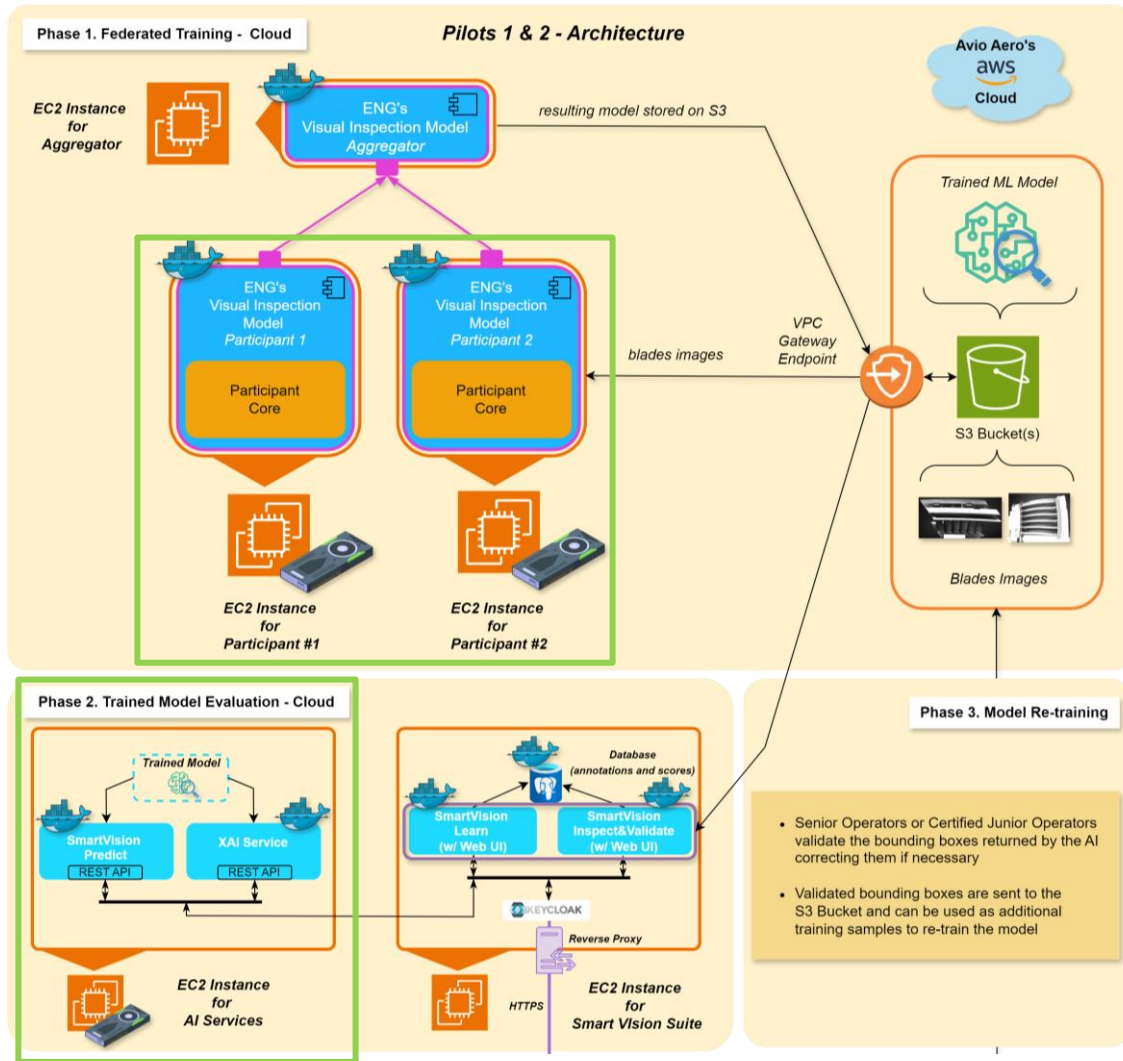 Phase 1. Federated Training - Cloud
Pilots 1 & 2 - Architecture
Avio Aero's
aws
Cloud
EC2 Instance
for
Aggregator
ENG's
Visual Inspection Model
Aggregator
resulting model stored on S3
Trained ML Model
ENG's
Visual Inspection
Model
Participant 1
Participant
Core
ENG's
Visual Inspection
Model
Participant 2
Participant
Core
blades images
VPC
Gateway
Endpoint
S3 Bucket(s)
Blades Images
EC2 Instance
for
Participant #1
EC2 Instance
for
Participant #2
Phase 2. Trained Model Evaluation - Cloud
Trained Model
SmartVision
Predict
REST API
XAI Service
REST API
EC2 Instance
for
AI Services
Database
(annotations and scores)
SmartVision
Learn
(w/ Web UI)
SmartVision
Inspect&Validate
(w/ Web UI)
KEYCLOAK
Reverse Proxy
HTTPS
EC2 Instance
for
Smart VIsion Suite
Phase 3. Model Re-training
• Senior Operators or Certified Junior Operators
validate the bounding boxes returned by the AI
correcting them if necessary
• Validated bounding boxes are sent to the
S3 Bucket and can be used as additional
training samples to re-train the model